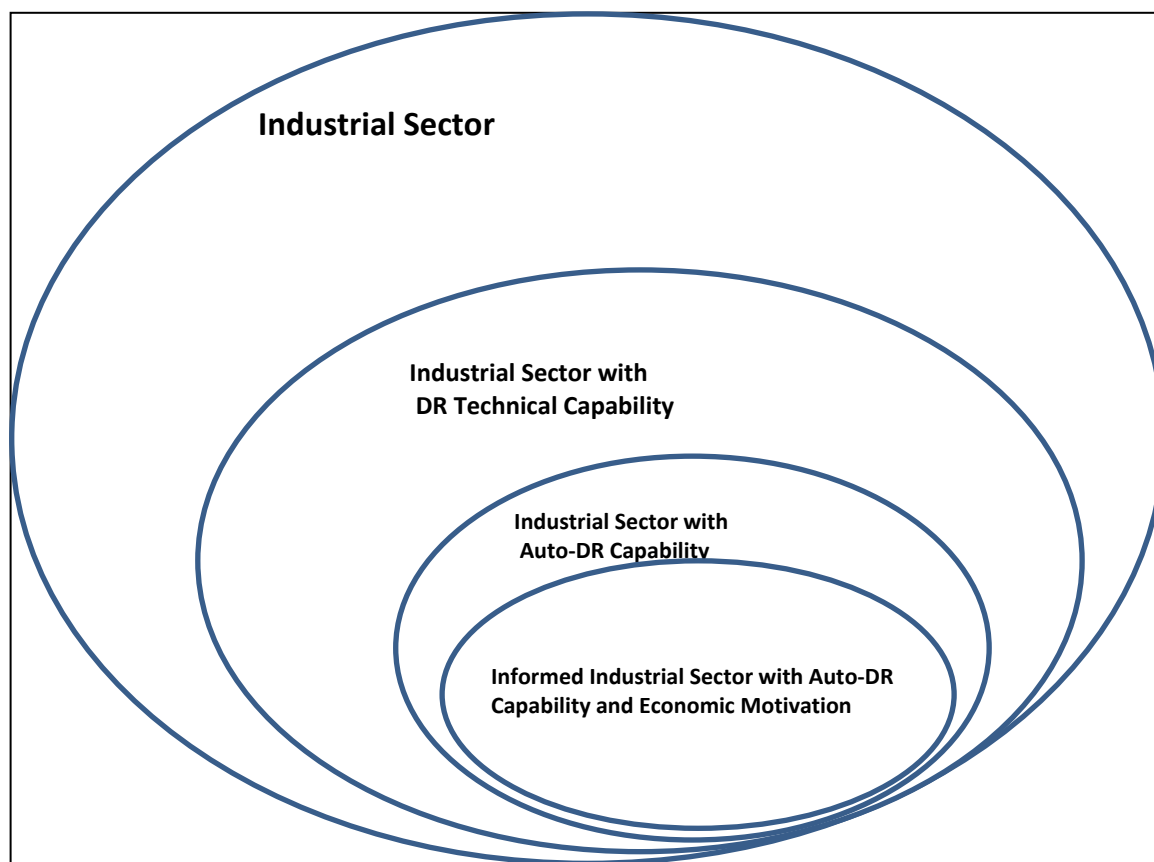 Industrial Sector
Industrial Sector with
DR Technical Capability
Industrial Sector with
Auto-DR Capability
Informed Industrial Sector with Auto-DR
Capability and Economic Motivation